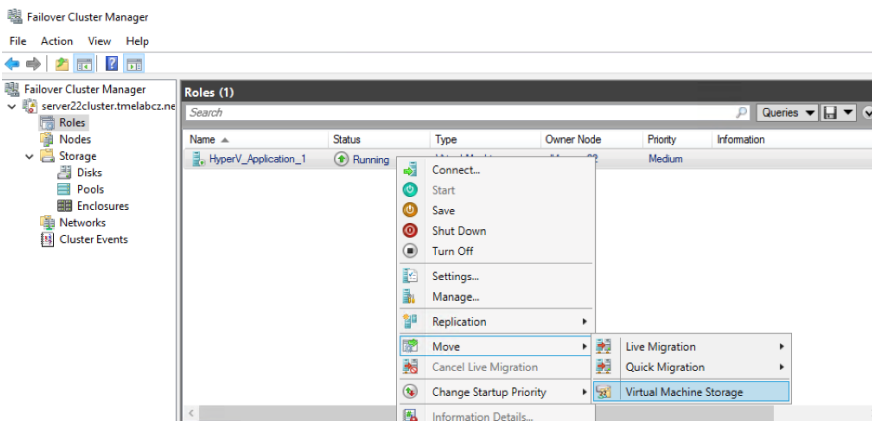 Failover Cluster Manager
File Action View Help
Failover Cluster Manager
server22cluster.tmelabcz.ne
Roles
Nodes
Storage
Disks
Pools
Enclosures
Networks
Cluster Events
Roles (1)
Search
Queries
Name Status Type Owner Node Priority Information
HyperV_Application_1 Running Medium
Connect...
Start
Save
Shut Down
Turn Off
Settings...
Manage...
Replication
Move
Cancel Live Migration
Change Startup Priority
Information Details...
Live Migration
Quick Migration
Virtual Machine Storage